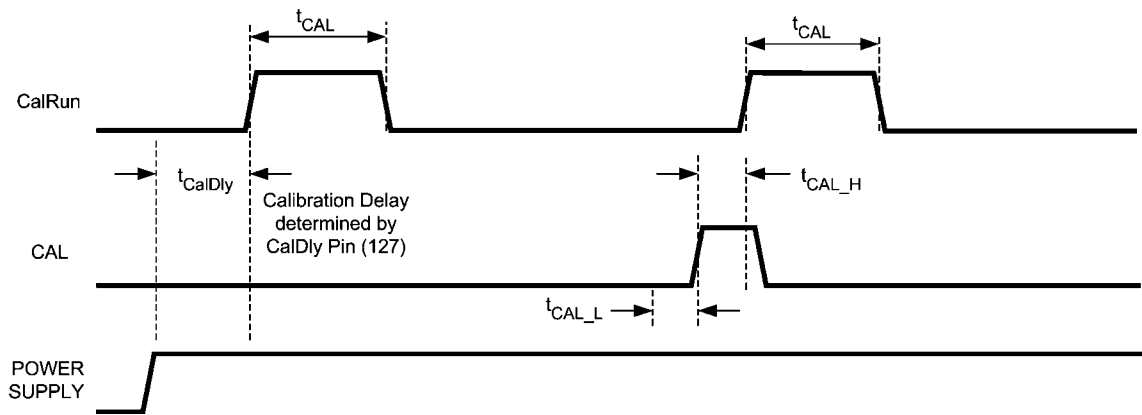 tCAL
tCAL
CalRun
tCalDly
tCAL_H
Calibration Delay
determined by
CalDly Pin (127)
CAL
tCAL_L
POWER
SUPPLY